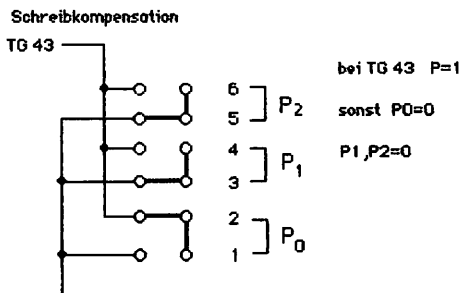 Schreibkompensation
TG 43
bei TG 43 P=1
6
5
P2
sonst P0=0
4
3
P1
P1,P2=0
2
1
P0